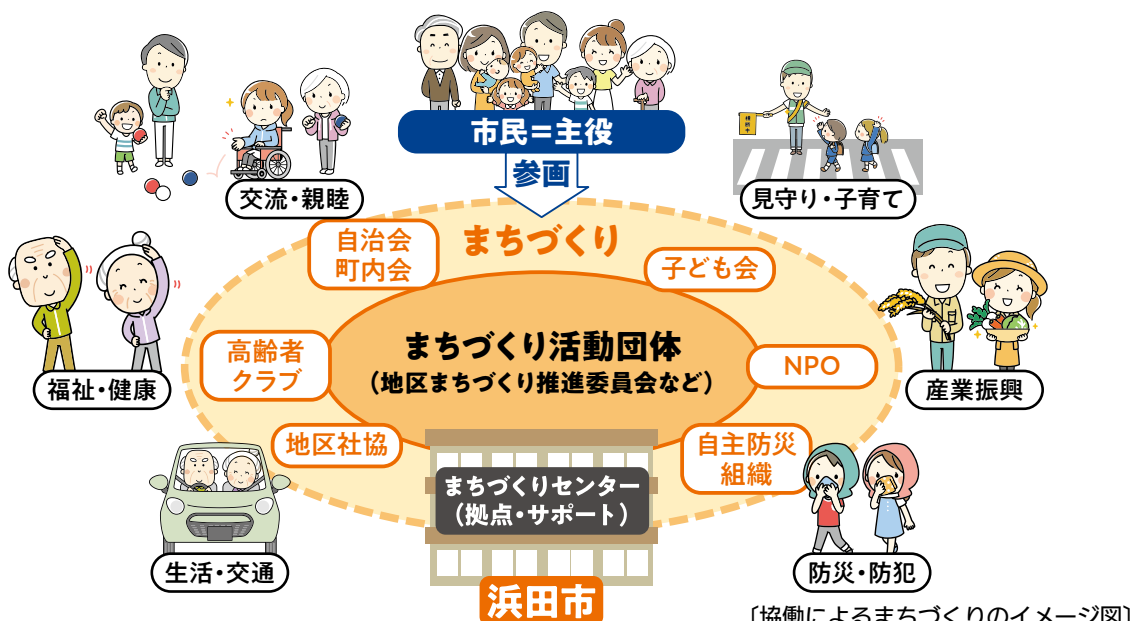 市民=主役
参画
交流・親睦
見守り・子育て
横断中
まちづくり
自治会
町内会
子ども会
まちづくり活動団体
(地区まちづくり推進委員会など)
高齢者
クラブ
NPO
福祉・健康
産業振興
地区社協
自主防災
組織
まちづくりセンター
(拠点・サポート)
生活・交通
防災・防犯
浜田市
〔協働によるまちづくりのイメージ図〕